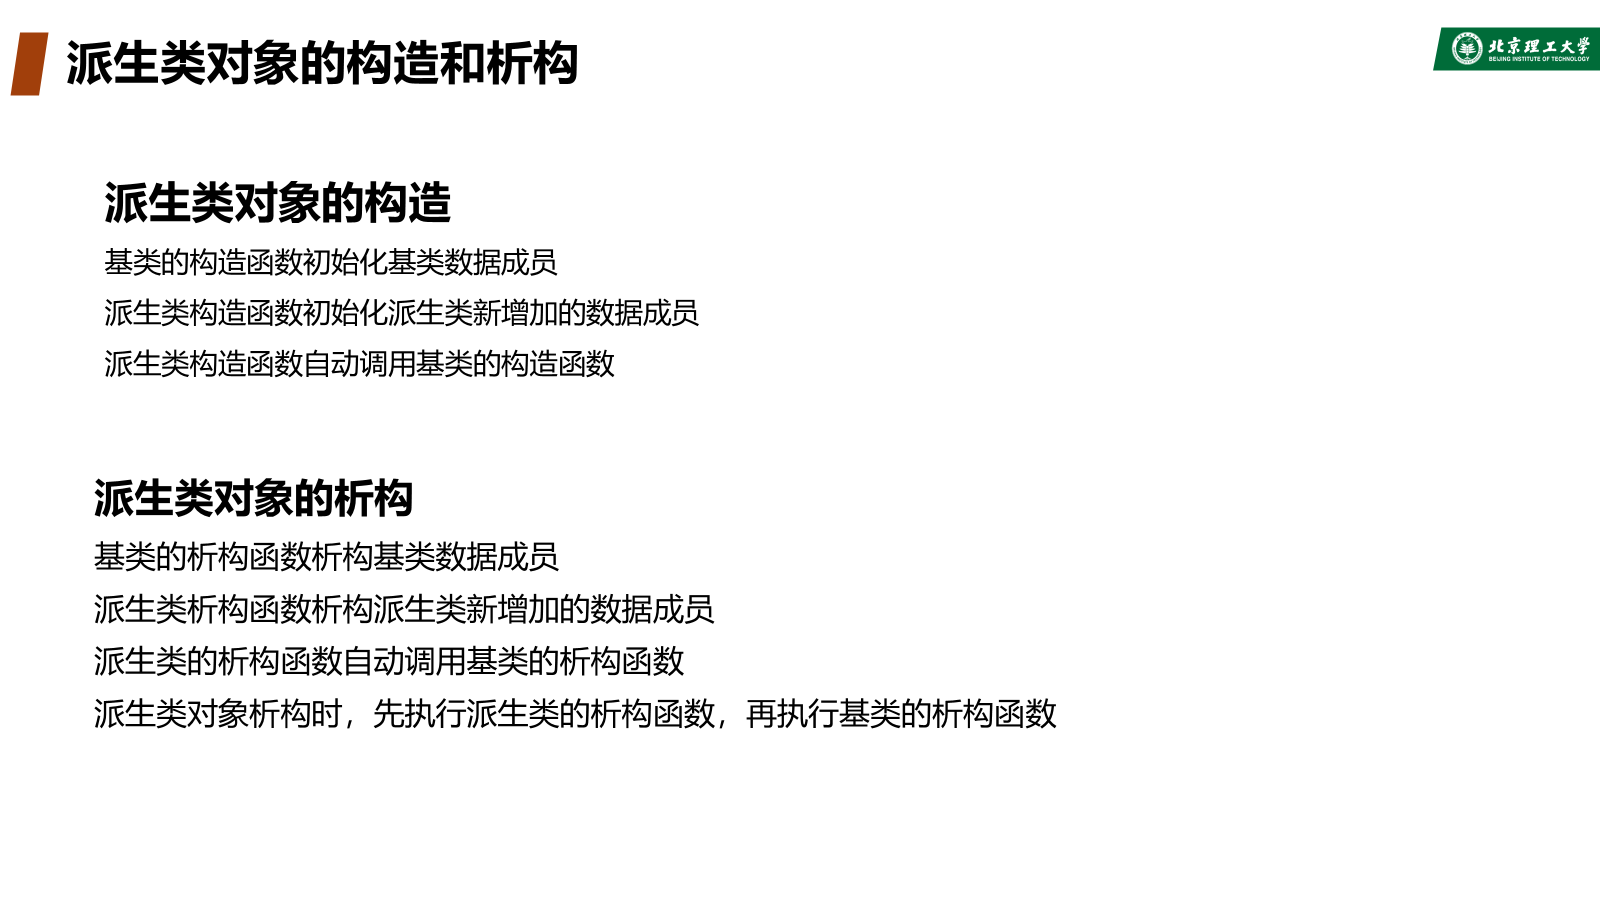 派生类对象的构造和析构
北京理工大学
BEIJING INSTITUTE OF TECHNOLOGY
派生类对象的构造
基类的构造函数初始化基类数据成员
派生类构造函数初始化派生类新增加的数据成员
派生类构造函数自动调用基类的构造函数
派生类对象的析构
基类的析构函数析构基类数据成员
派生类析构函数析构派生类新增加的数据成员
派生类的析构函数自动调用基类的析构函数
派生类对象析构时，先执行派生类的析构函数，再执行基类的析构函数